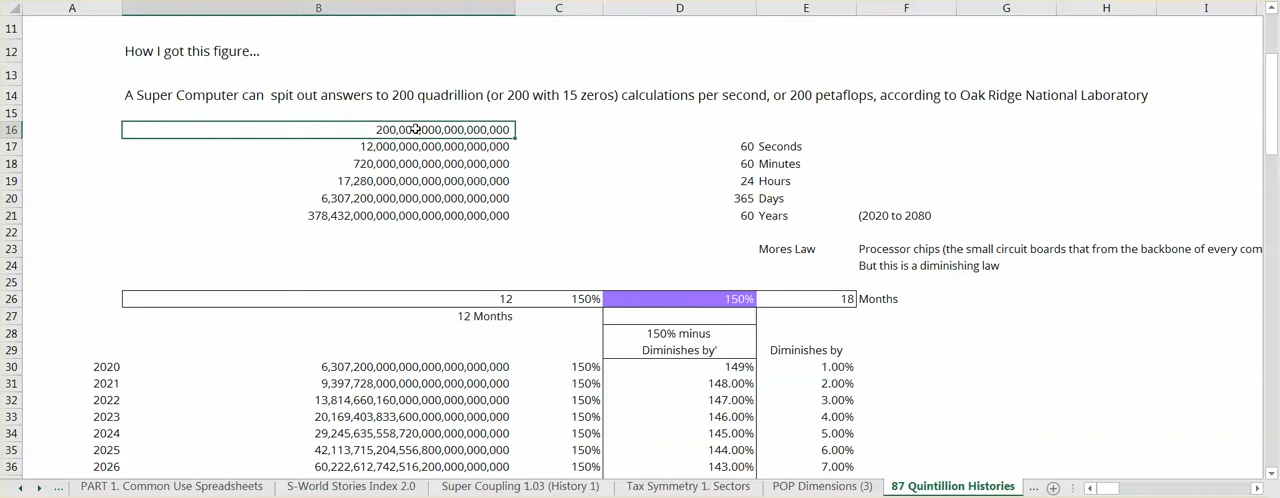 A B C D E F G H I
11
12 How I got this figure...
13
14 A Super Computer can spit out answers to 200 quadrillion (or 200 with 15 zeros) calculations per second, or 200 petaflops, according to Oak Ridge National Laboratory
15
16 200,000,000,000,000,000
17 12,000,000,000,000,000,000 60 Seconds
18 720,000,000,000,000,000,000 60 Minutes
19 17,280,000,000,000,000,000,000 24 Hours
20 6,307,200,000,000,000,000,000,000 365 Days
21 378,432,000,000,000,000,000,000,000 60 Years (2020 to 2080
22
23 Mores Law Processor chips (the small circuit boards that from the backbone of every com
24 But this is a diminishing law
25
26 12 150% 150% 18 Months
27 12 Months
28 150% minus
29 Diminishes by' Diminishes by
30 2020 6,307,200,000,000,000,000,000,000 150% 149% 1.00%
31 2021 9,397,728,000,000,000,000,000,000 150% 148.00% 2.00%
32 2022 13,814,660,160,000,000,000,000,000 150% 147.00% 3.00%
33 2023 20,169,403,833,600,000,000,000,000 150% 146.00% 4.00%
34 2024 29,245,635,558,720,000,000,000,000 150% 145.00% 5.00%
35 2025 42,113,715,204,556,800,000,000,000 150% 144.00% 6.00%
36 2026 60,222,612,742,516,200,000,000,000 150% 143.00% 7.00%
... PART 1. Common Use Spreadsheets S-World Stories Index 2.0 Super Coupling 1.03 (History 1) Tax Symmetry 1. Sectors POP Dimensions (3) 87 Quintillion Histories ...